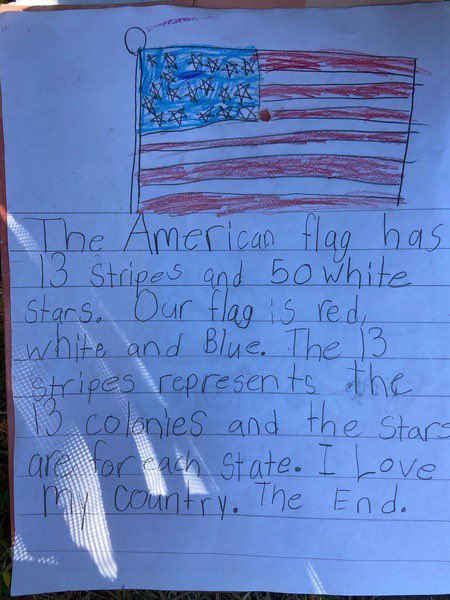 The American flag has
13 stripes and 50 white
stars. Our flag is red,
white and Blue. The 13
stripes represents the
13 colonies and the stars
are for each state. I Love
my country. The End.